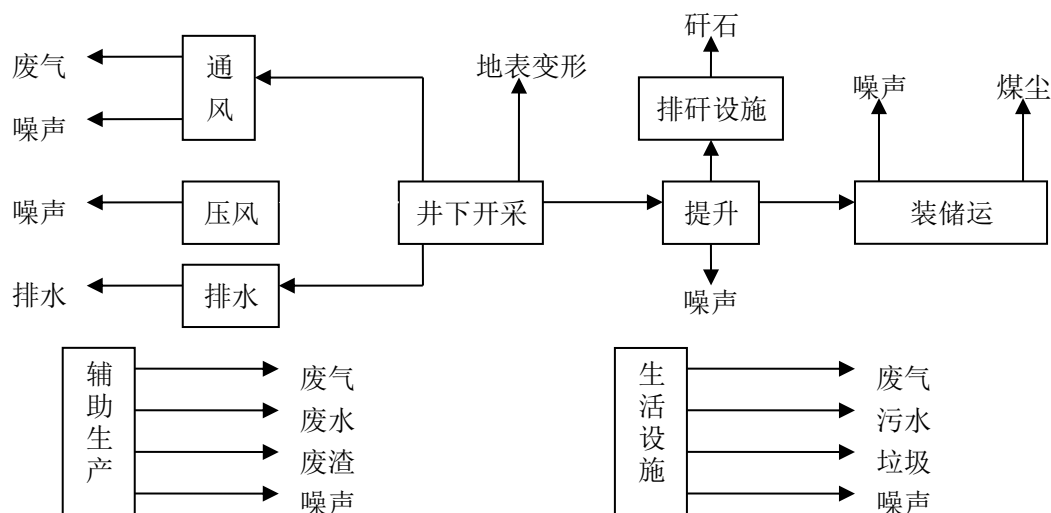 矸石
废气
通风
地表变形
排矸设施
噪声
煤尘
噪声
噪声
压风
井下开采
提升
装储运
排水
排水
噪声
辅助生产
废气
废水
废渣
噪声
生活设施
废气
污水
垃圾
噪声